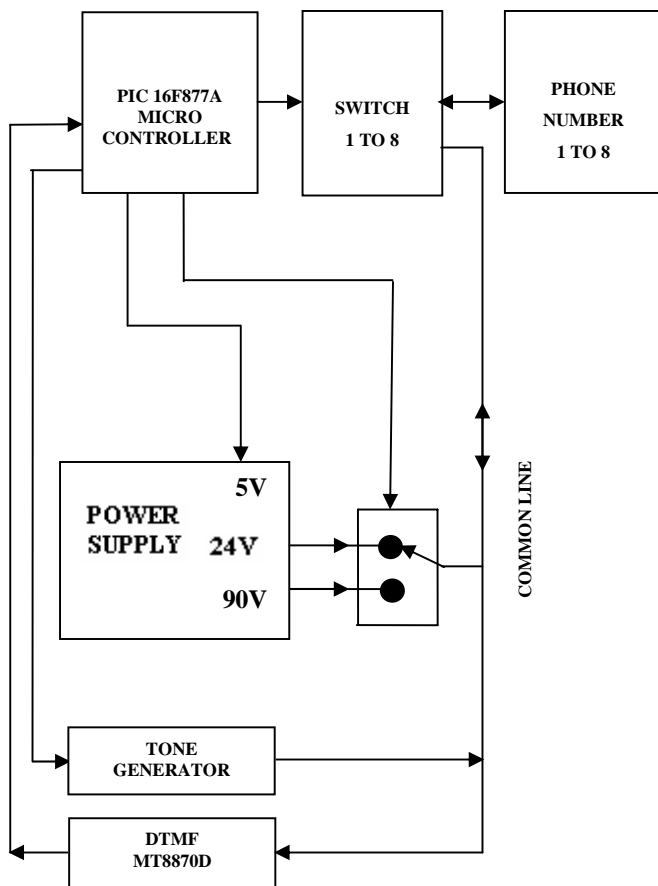 PIC 16F877A
MICRO
CONTROLLER
SWITCH
1 TO 8
PHONE
NUMBER
1 TO 8
5V
POWER
SUPPLY
24V
90V
COMMON LINE
TONE
GENERATOR
DTMF
MT8870D